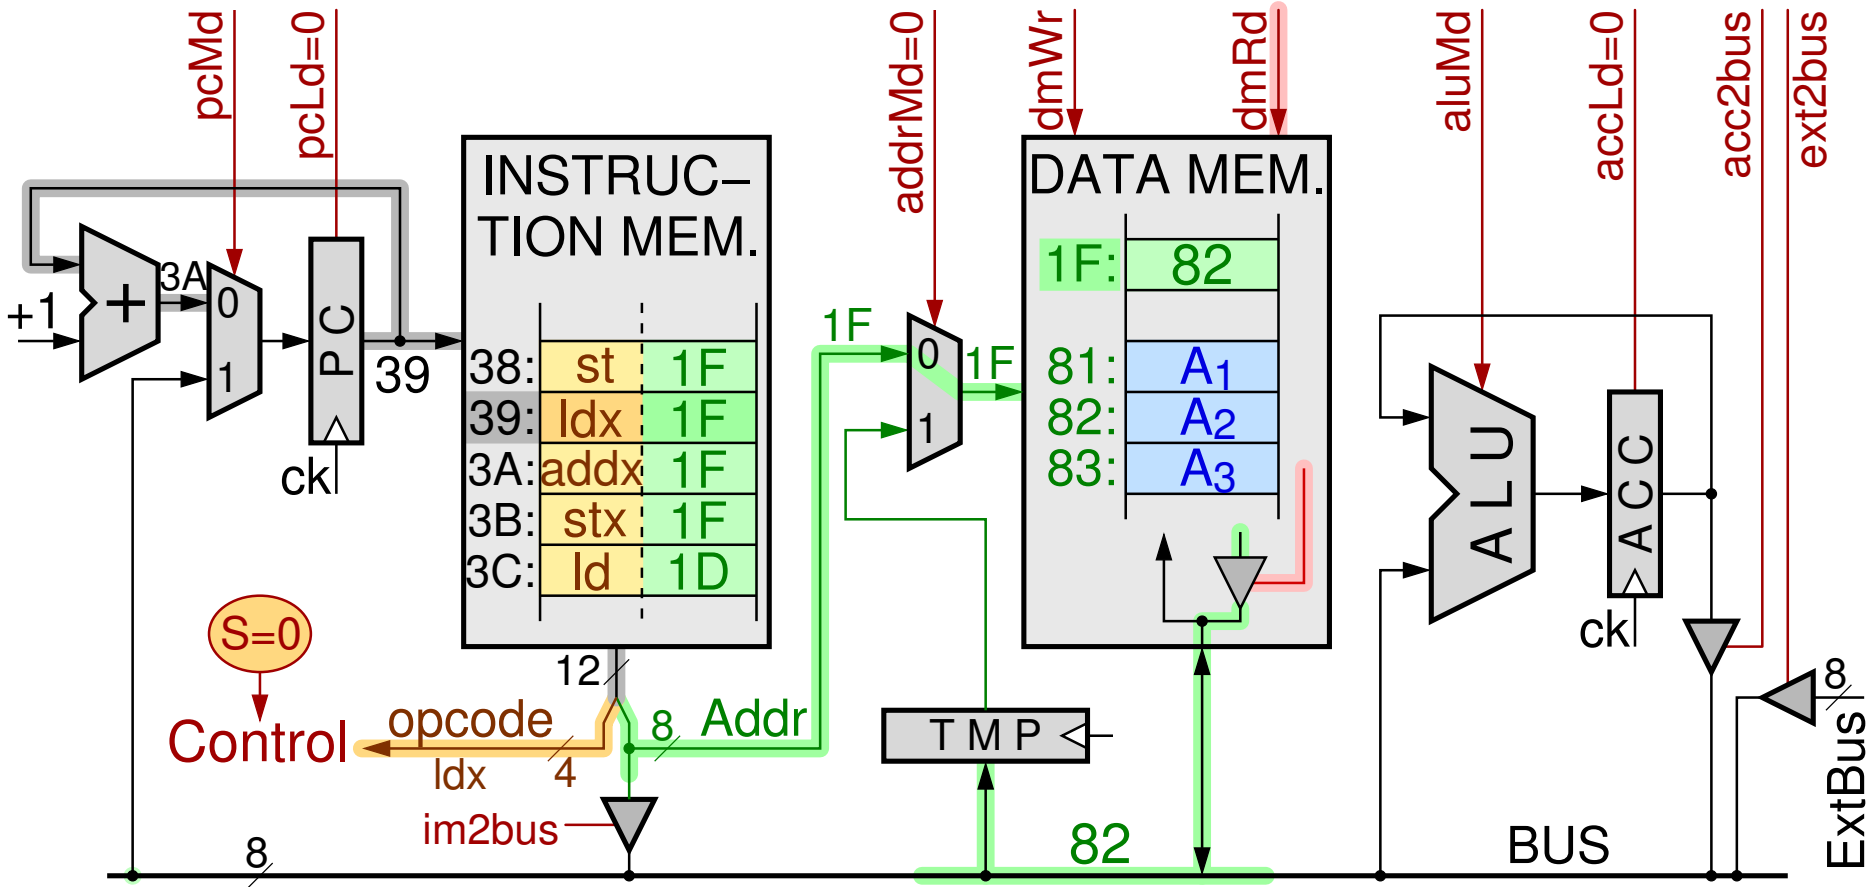 pcMd
pcLd=0
addrMd=0
dmWr
dmRd
aluMd
accLd=0
acc2bus
ext2bus
INSTRUC–
TION MEM.
DATA MEM.
+1
+
3A
0
1
P C
39
ck
38: st 1F
39: ldx 1F
3A: addx 1F
3B: stx 1F
3C: ld 1D
1F
0
1
1F
1F: 82
81: A1
82: A2
83: A3
A L U
A C C
ck
S=0
Control
opcode
ldx
4
12
8
Addr
im2bus
T M P
82
8
BUS
8
ExtBus